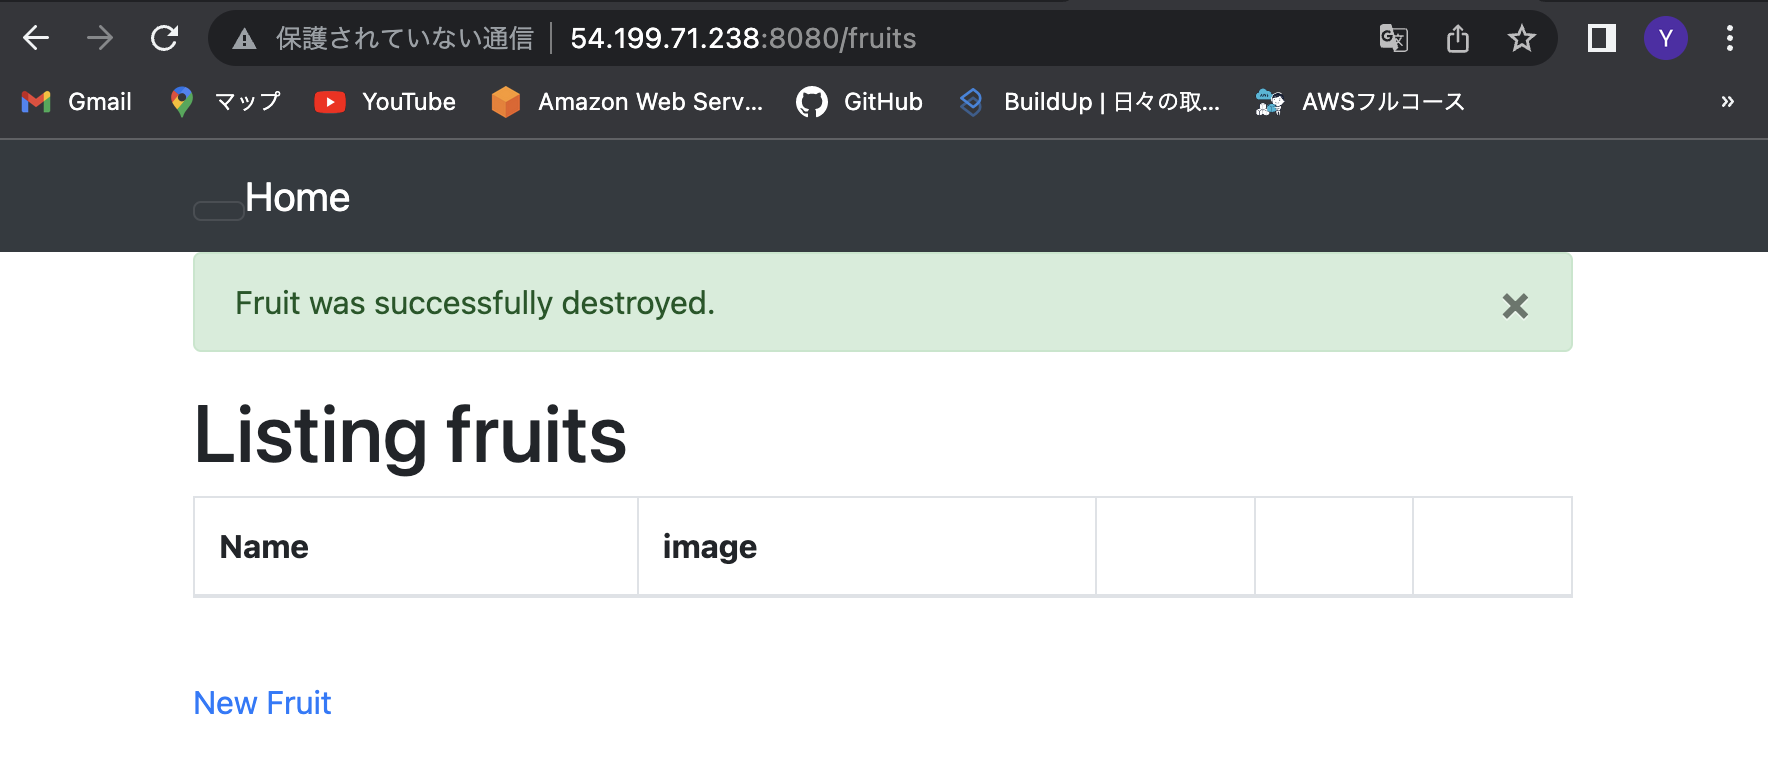 保護されていない通信 54.199.71.238:8080/fruits Y
Gmail マップ YouTube Amazon Web Serv... GitHub BuildUp | 日々の取... AWSフルコース »
Home
Fruit was successfully destroyed. ×
Listing fruits
Name image
New Fruit